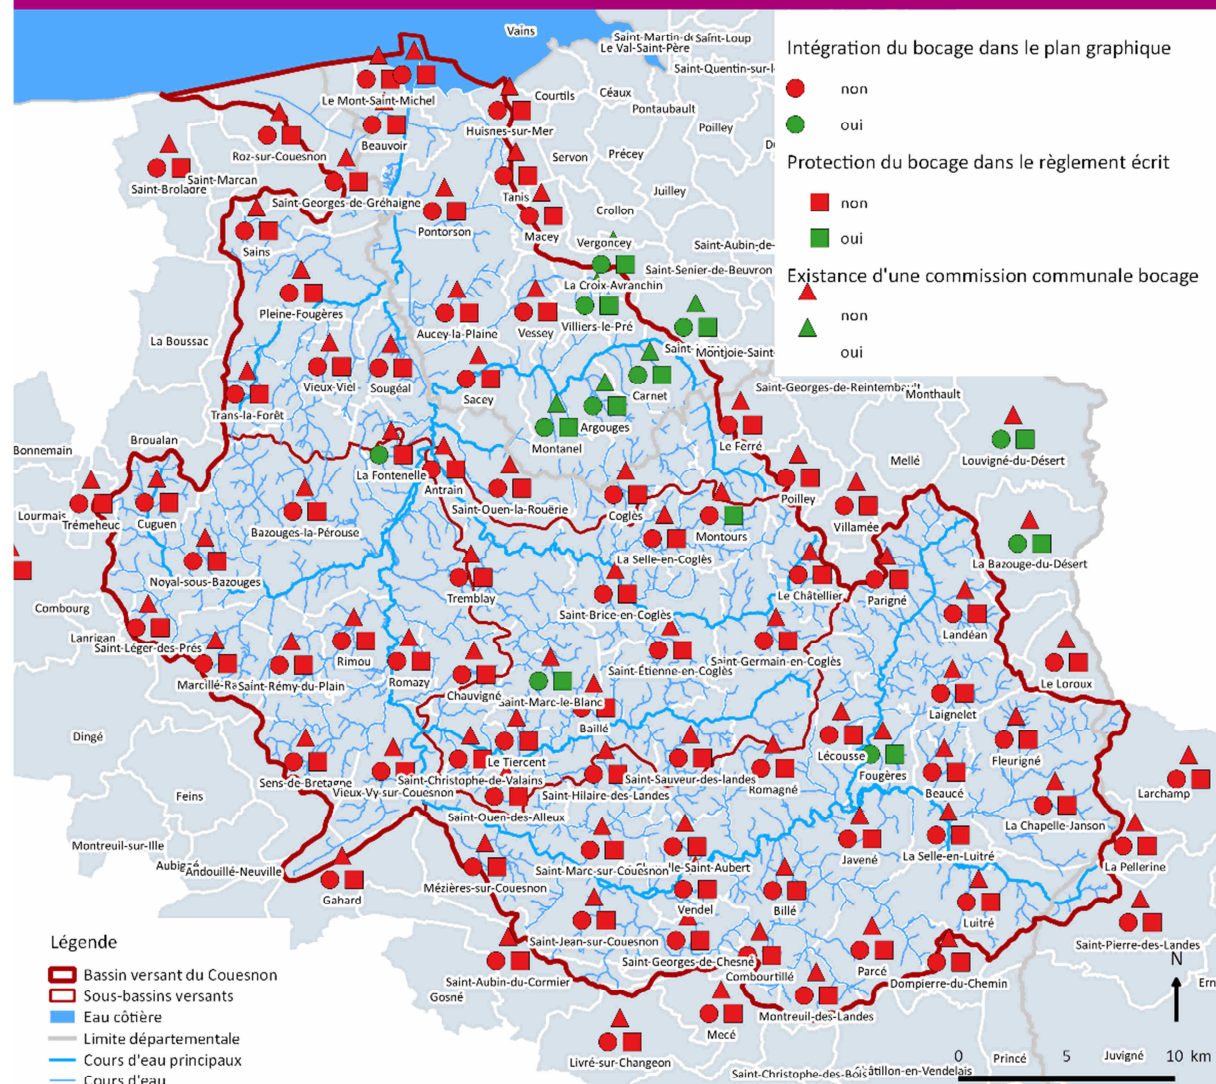 Vains
Saint-Martin-de
Saint-Loup
Le Val-Saint-Père
Saint-Quentin-sur-l
Intégration du bocage dans le plan graphique
non
oui
Protection du bocage dans le règlement écrit
non
oui
Existance d'une commission communale bocage
non
oui
Le Mont-Saint-Michel
Courtils
Céaux
Pontaubault
Huisnes-sur-Mer
Poilley
Beauvoir
Roz-sur-Couesnon
Servon
Précey
Saint-Marcan
Saint-Broladre
Saint-Georges-de-Gréhaigne
Tanis
Juilley
Crollon
Pontorson
Macey
Vergoncey
Saint-Aubin-de-
Sains
Saint-Senier-de-Beuvron
La Croix-Avranchin
Pleine-Fougères
Aucey-la-Plaine
Vessey
Villiers-le-Pré
La Boussac
Montjoie-Saint-
Vieux-Viel
Sougéal
Sacey
Carnet
Saint-Georges-de-Reintembault
Monthault
Trans-la-Forêt
Argouges
Montanel
Le Ferré
Broualan
Bonnemain
Mellé
Louvigné-du-Désert
La Fontenelle
Antrain
Saint-Ouen-la-Rouërie
Coglès
Poilley
Villamée
Lourmais
Trémeheuc
Cuguen
Bazouges-la-Pérouse
Montours
La Selle-en-Coglès
La Bazouge-du-Désert
Noyal-sous-Bazouges
Tremblay
Le Châtellier
Parigné
Combourg
Saint-Brice-en-Coglès
Landéan
Lanrigan
Saint-Léger-des-Prés
Rimou
Romazy
Saint-Étienne-en-Coglès
Saint-Germain-en-Coglès
Le Loroux
Marcillé-Ra
Saint-Rémy-du-Plain
Chauvigné
Saint-Marc-le-Blanc
Laignelet
Baillé
Dingé
Lécousse
Fleurigné
Le Tiercent
Fougères
Sens-de-Bretagne
Saint-Christophe-de-Valains
Saint-Sauveur-des-landes
Romagné
Vieux-Vy-sur-Couesnon
Saint-Hilaire-des-Landes
Beaucé
Larchamp
Feins
Saint-Ouen-des-Alleux
La Chapelle-Janson
Montreuil-sur-Ille
Javené
La Selle-en-Luitré
Aubigné
Andouillé-Neuville
Saint-Marc-sur-Couesnon
lle-Saint-Aubert
La Pellerine
Mézières-sur-Couesnon
Gahard
Vendel
Billé
Luitré
Légende
Saint-Jean-sur-Couesnon
Saint-Pierre-des-Landes
Saint-Georges-de-Chesné
Parcé
N
Bassin versant du Couesnon
Saint-Aubin-du-Cormier
Combourtillé
Dompierre-du-Chemin
Ern
Sous-bassins versants
Gosné
Eau côtière
Montreuil-des-Landes
Limite départementale
Mecé
Cours d'eau principaux
Livré-sur-Changeon
0 5 10 km
Princé
Juvigné
Cours d'eau
Saint-Christophe-des-Bois
Châtillon-en-Vendelais